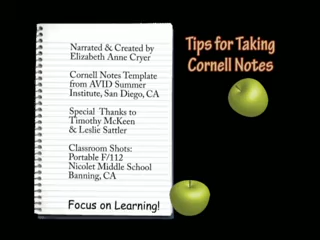 Narrated & Created by
Elizabeth Anne Cryer
Cornell Notes Template
from AVID Summer
Institute, San Diego, CA
Special Thanks to
Timothy McKeen
& Leslie Sattler
Classroom Shots:
Portable F/112
Nicolet Middle School
Banning, CA
Focus on Learning!
Tips for Taking
Cornell Notes